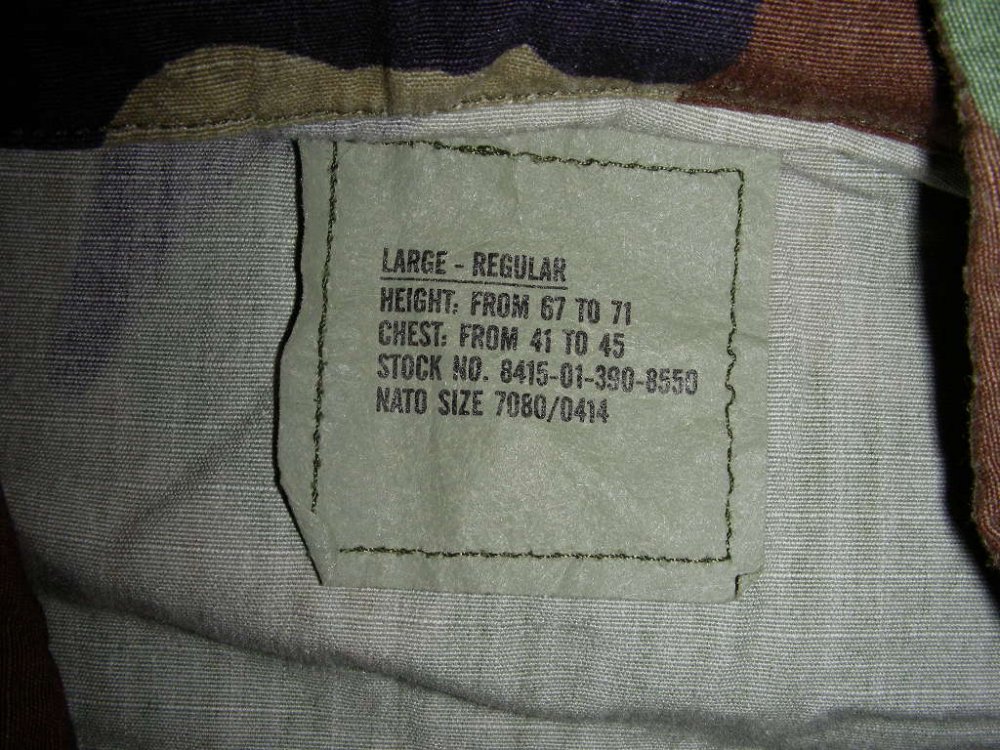 LARGE - REGULAR
HEIGHT: FROM 67 TO 71
CHEST: FROM 41 TO 45
STOCK NO. 8415-01-390-8550
NATO SIZE 7080/0414